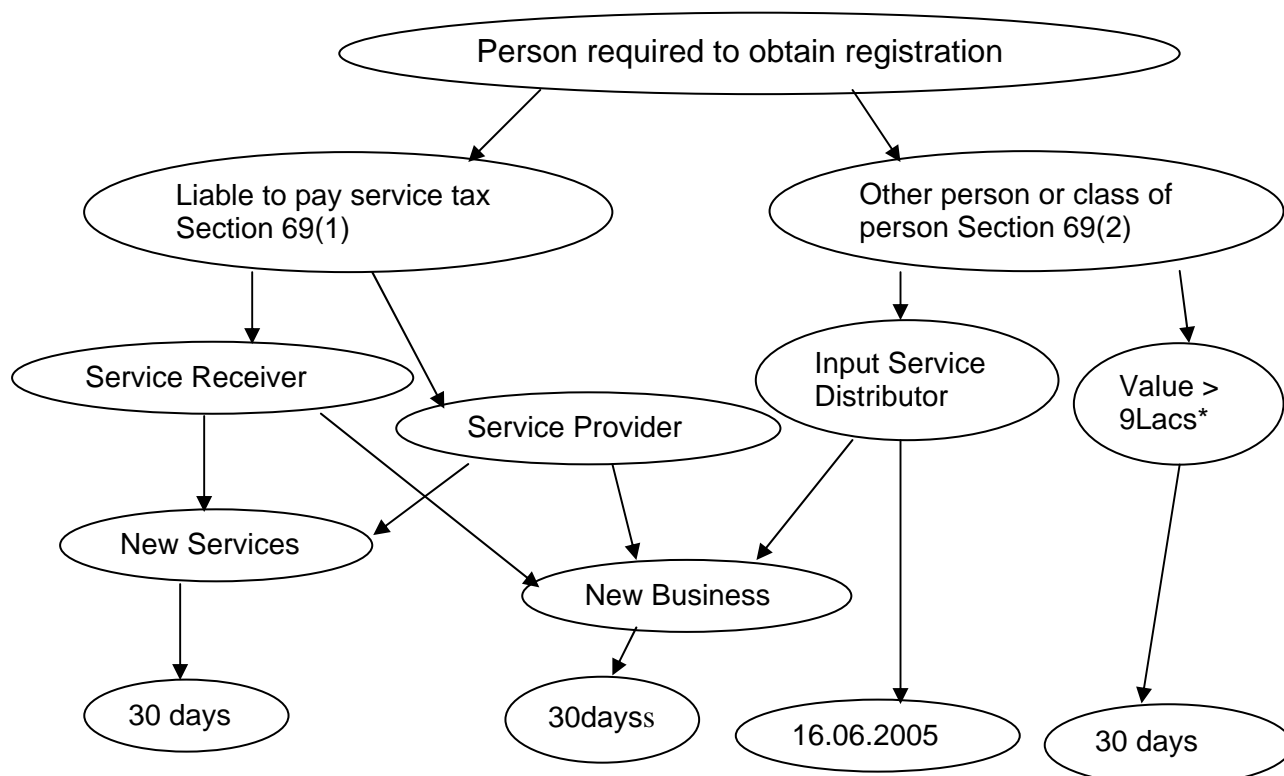 Person required to obtain registration
Liable to pay service tax
Section 69(1)
Other person or class of
person Section 69(2)
Service Receiver
Service Provider
Input Service
Distributor
Value >
9Lacs*
New Services
New Business
30 days
30dayss
16.06.2005
30 days